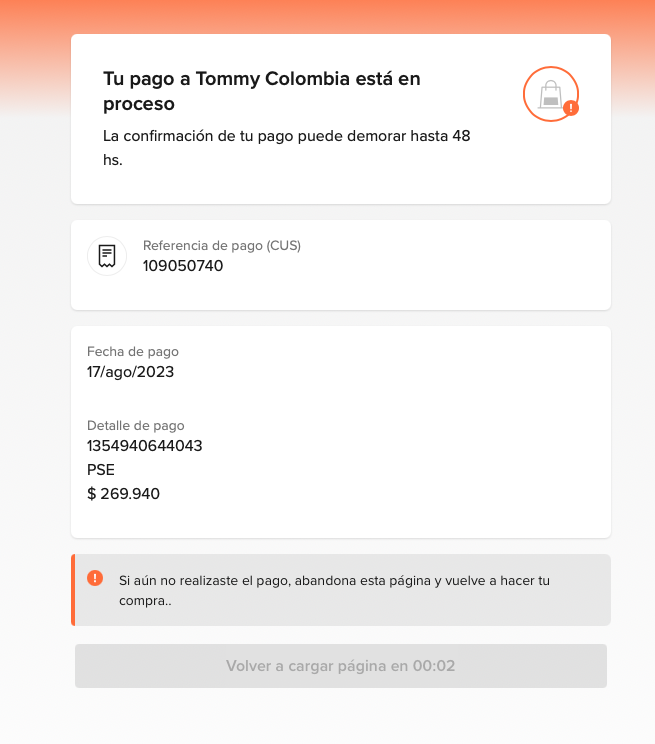 Tu pago a Tommy Colombia está en
proceso
La confirmación de tu pago puede demorar hasta 48
hs.
Referencia de pago (CUS)
109050740
Fecha de pago
17/ago/2023
Detalle de pago
1354940644043
PSE
$ 269.940
Si aún no realizaste el pago, abandona esta página y vuelve a hacer tu
compra..
Volver a cargar página en 00:02